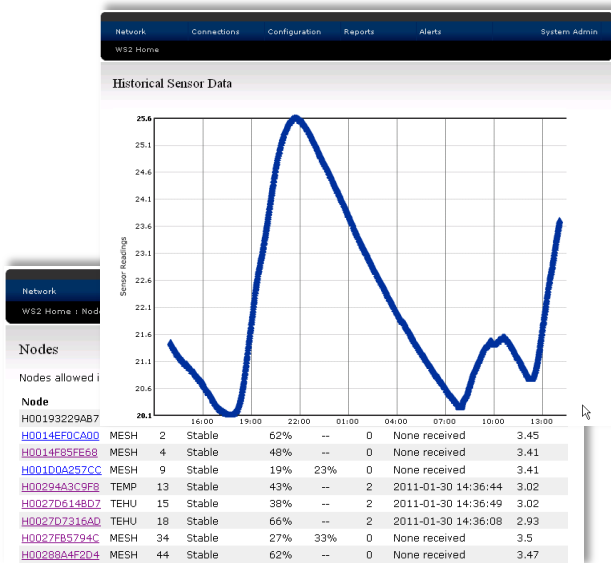 Network Connections Configuration Reports Alerts System Admin
WS2 Home
Historical Sensor Data
25.6
25.1
24.6
24.1
23.6
23.1
22.6
22.1
21.6
21.1
20.6
20.1
Sensor Readings
16:00 19:00 22:00 01:00 04:00 07:00 10:00 13:00
Network
WS2 Home : Node
Nodes
Nodes allowed i
Node
H00193229AB7
H0014EF0CA00 MESH 2 Stable 62% -- 0 None received 3.45
H0014F85FE68 MESH 4 Stable 48% -- 0 None received 3.41
H001D0A257CC MESH 9 Stable 19% 23% 0 None received 3.41
H00294A3C9F8 TEMP 13 Stable 43% -- 2 2011-01-30 14:36:44 3.02
H0027D614BD7 TEHU 15 Stable 38% -- 2 2011-01-30 14:36:49 3.02
H0027D7316AD TEHU 18 Stable 66% -- 2 2011-01-30 14:36:08 2.93
H0027FB5794C MESH 34 Stable 27% 33% 0 None received 3.5
H00288A4F2D4 MESH 44 Stable 62% -- 0 None received 3.47